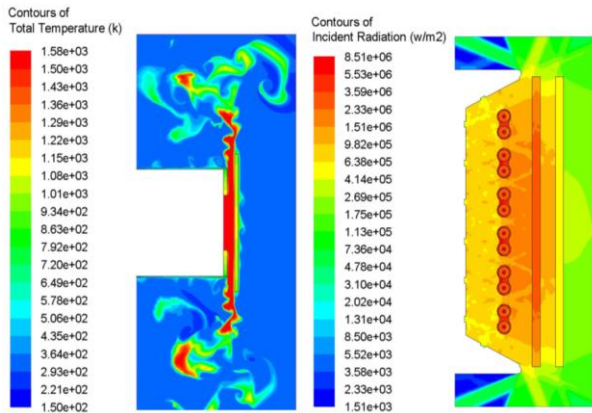 Contours of
Total Temperature (k)
1.58e+03
1.50e+03
1.43e+03
1.36e+03
1.29e+03
1.22e+03
1.15e+03
1.08e+03
1.01e+03
9.34e+02
8.63e+02
7.92e+02
7.20e+02
6.49e+02
5.78e+02
5.06e+02
4.35e+02
3.64e+02
2.93e+02
2.21e+02
1.50e+02
Contours of
Incident Radiation (w/m2)
8.51e+06
5.53e+06
3.59e+06
2.33e+06
1.51e+06
9.82e+05
6.38e+05
4.14e+05
2.69e+05
1.75e+05
1.13e+05
7.36e+04
4.78e+04
3.10e+04
2.02e+04
1.31e+04
8.50e+03
5.52e+03
3.58e+03
2.33e+03
1.51e+03